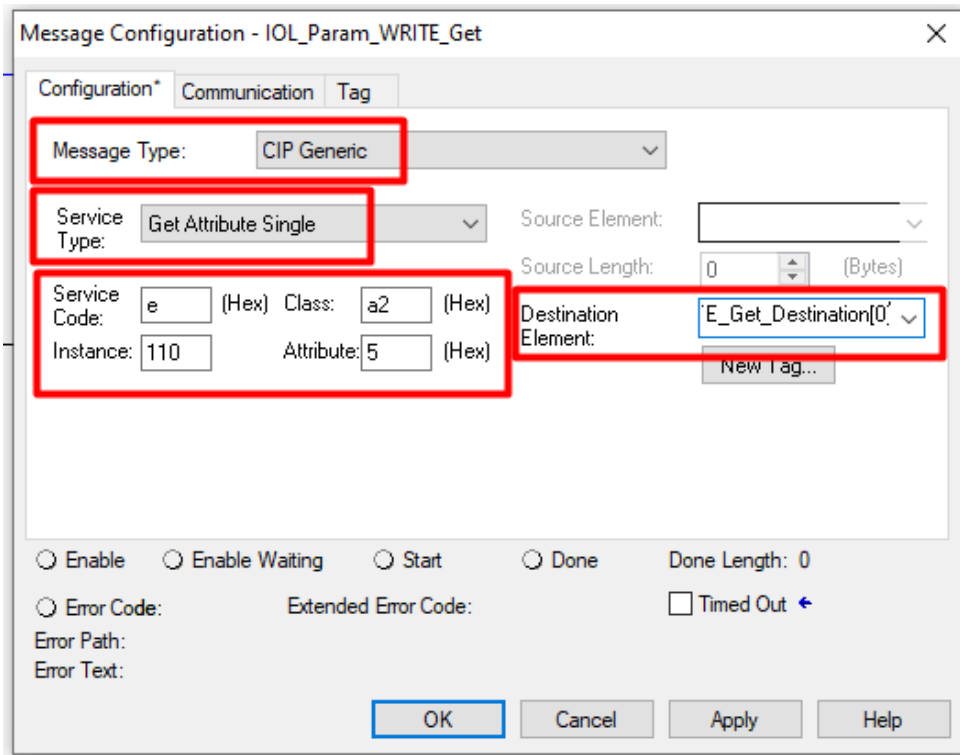 Message Configuration - IOL_Param_WRITE_Get
Configuration* Communication Tag
Message Type: CIP Generic
Service Type: Get Attribute Single
Source Element:
Source Length: 0 (Bytes)
Service Code: e (Hex) Class: a2 (Hex)
Instance: 110 Attribute: 5 (Hex)
Destination Element: E_Get_Destination[0]
New Tag...
Enable Enable Waiting Start Done Done Length: 0
Error Code: Extended Error Code: Timed Out
Error Path:
Error Text:
OK Cancel Apply Help